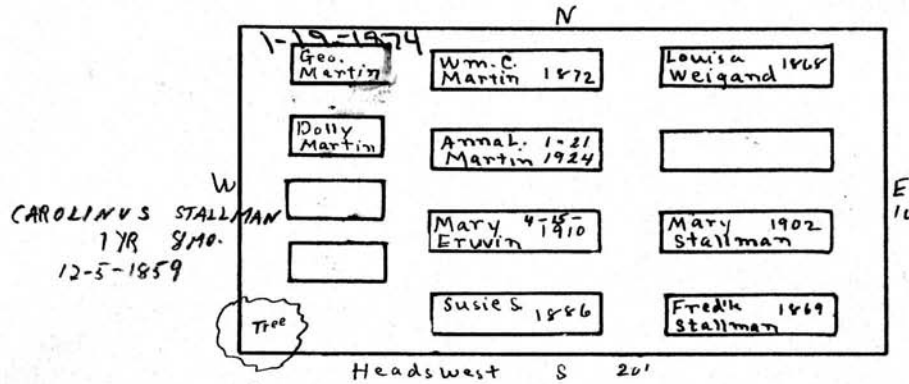 N
1-19-1974
Geo.
Martin
Wm. C.
Martin 1872
Louisa 1868
Weigand
Dolly
Martin
Anna L. 1-21
Martin 1924
W
E
CAROLINUS STALLMAN
1 YR 8 MO.
12-5-1859
Mary 4-15-
Eruvin 1910
Mary 1902
Stallman
Susie S. 1886
Fred'k 1869
Stallman
Tree
Heads west S 20'